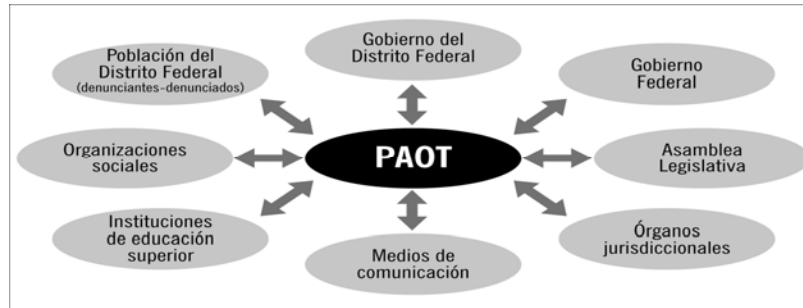 Población del
Distrito Federal
(denunciantes-denunciados)
Gobierno del
Distrito Federal
Gobierno
Federal
Organizaciones
sociales
PAOT
Asamblea
Legislativa
Instituciones
de educación
superior
Medios de
comunicación
Órganos
jurisdiccionales